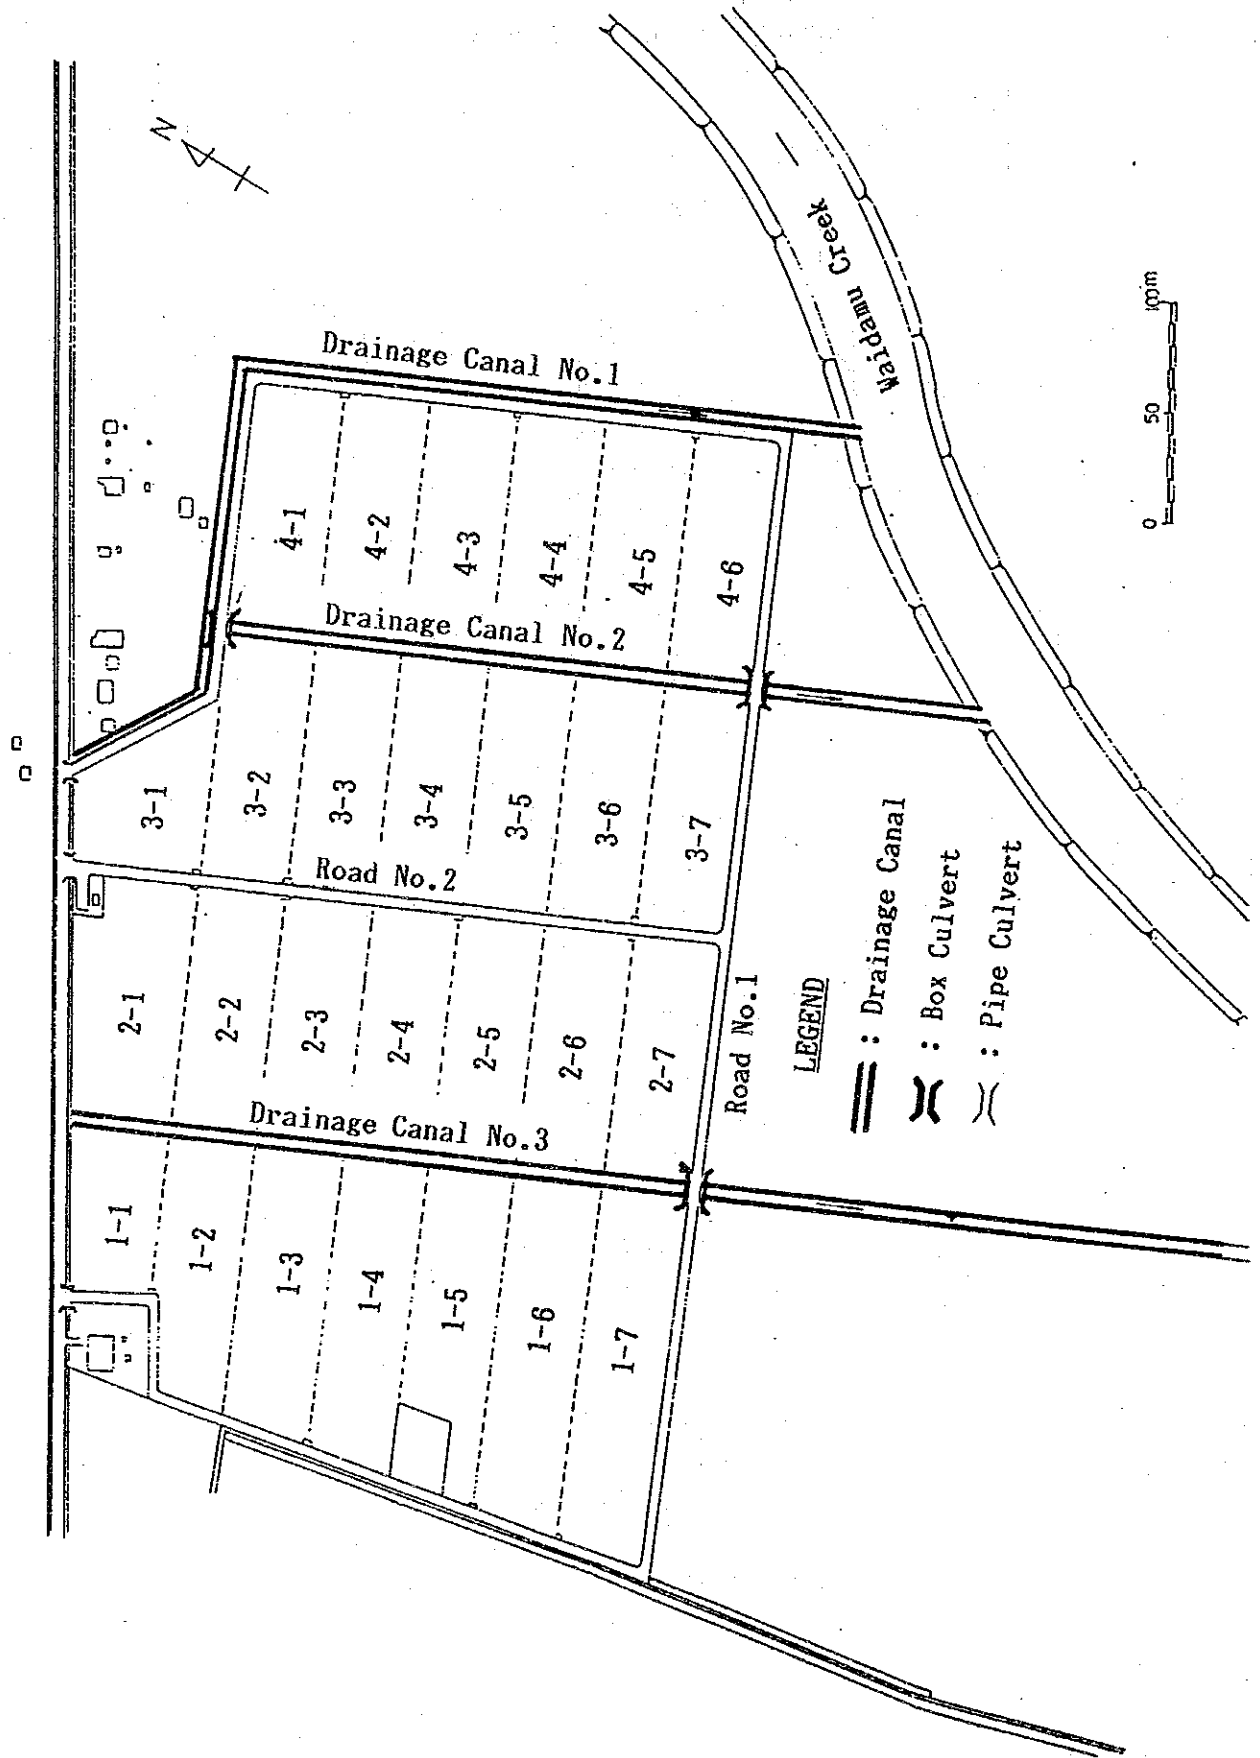 N
Waidamu Creek
0 50 100m
Drainage Canal No.1
4-1
4-2
4-3
4-4
4-5
4-6
Drainage Canal No.2
3-1
3-2
3-3
3-4
3-5
3-6
3-7
Road No.2
2-1
2-2
2-3
2-4
2-5
2-6
2-7
Drainage Canal No.3
1-1
1-2
1-3
1-4
1-5
1-6
1-7
Road No.1
LEGEND
: Drainage Canal
: Box Culvert
: Pipe Culvert